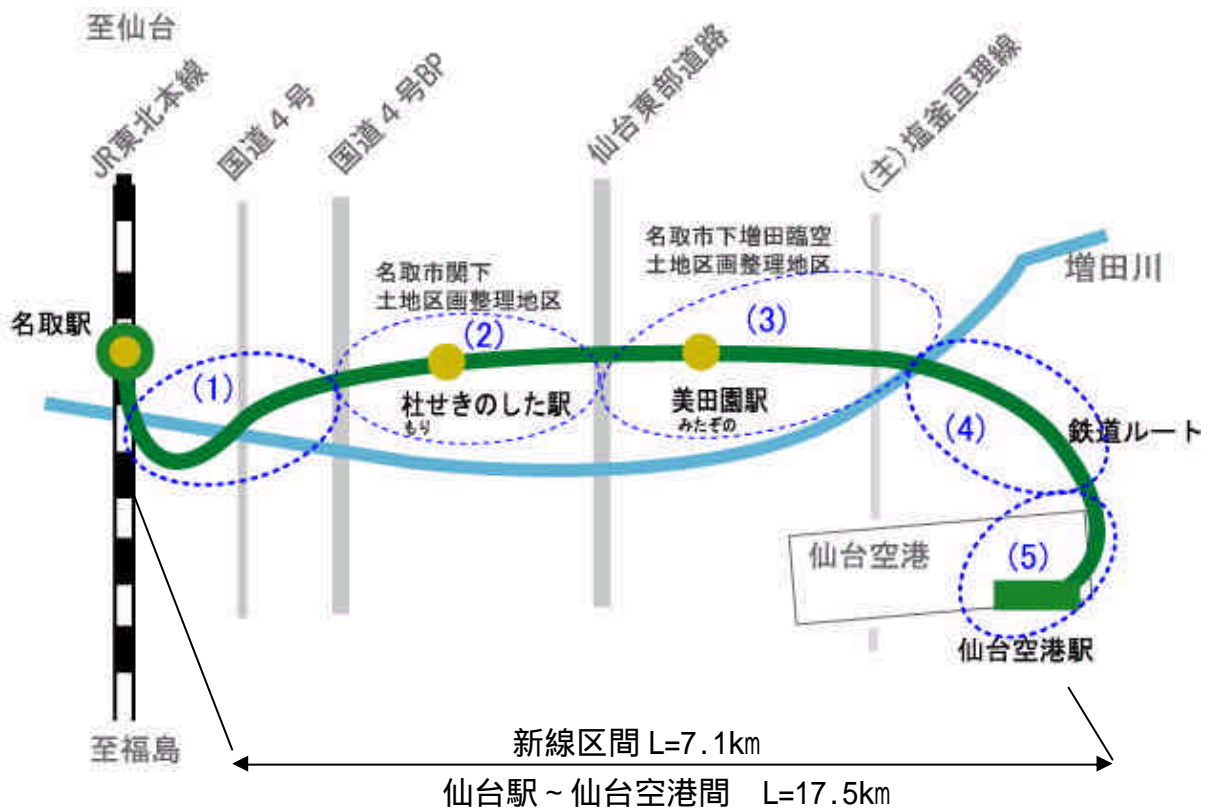 至仙台
JR東北本線
国道4号
国道4号BP
仙台東部道路
(主)塩釜亘理線
名取市関下
土地区画整理地区
名取市下増田臨空
土地区画整理地区
増田川
名取駅
(1)
(2)
(3)
杜せきのした駅
もり
美田園駅
みたぞの
(4)
鉄道ルート
仙台空港
(5)
仙台空港駅
至福島
新線区間 L=7.1㎞
仙台駅~仙台空港間 L=17.5㎞